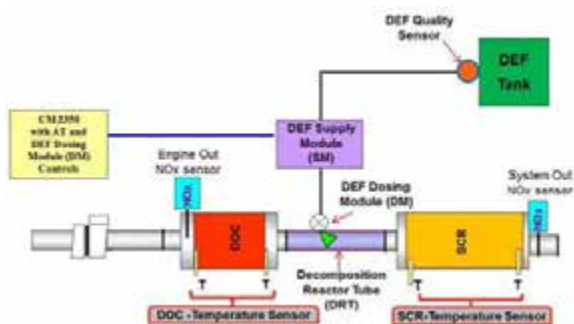 DEF Quality
Sensor
DEF
Tank
CM2350
with AT and
DEF Dosing
Module (DM)
Controls
DEF Supply
Module
(SM)
Engine Out
NOx sensor
System Out
NOx sensor
NOx
NOx
DEF Dosing
Module (DM)
DOC
SCR
Decomposition
Reactor Tube
(DRT)
T
T
T
T
DOC -Temperature Sensor
SCR-Temperature Sensor